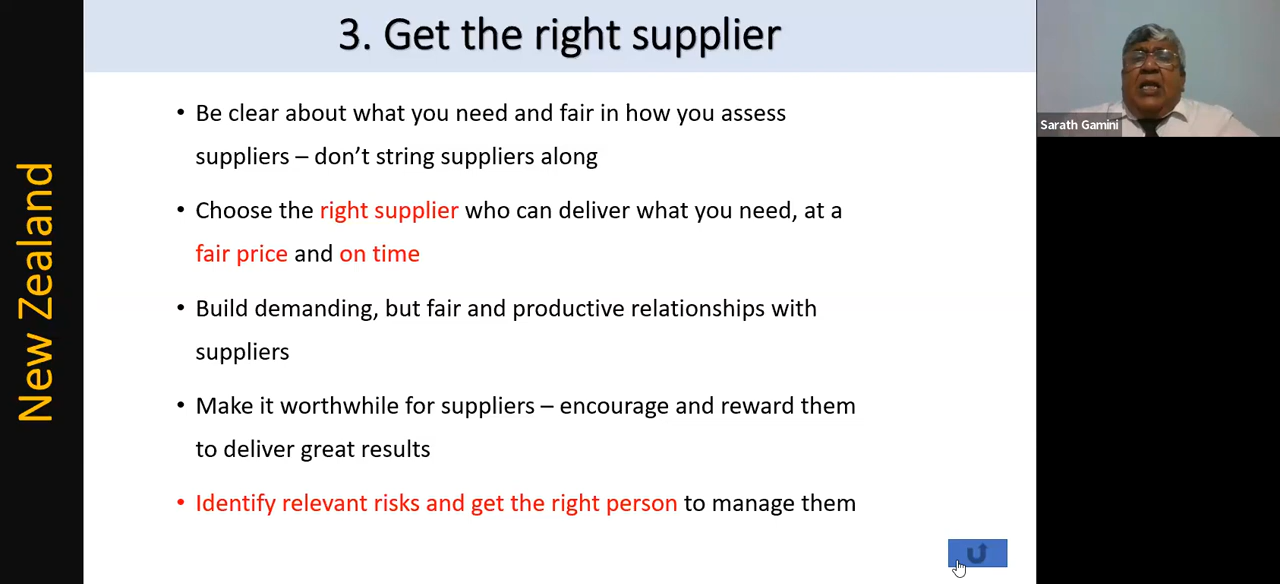 3. Get the right supplier
• Be clear about what you need and fair in how you assess
suppliers – don’t string suppliers along
• Choose the right supplier who can deliver what you need, at a
fair price and on time
• Build demanding, but fair and productive relationships with
suppliers
• Make it worthwhile for suppliers – encourage and reward them
to deliver great results
• Identify relevant risks and get the right person to manage them
New Zealand
Sarath Gamini